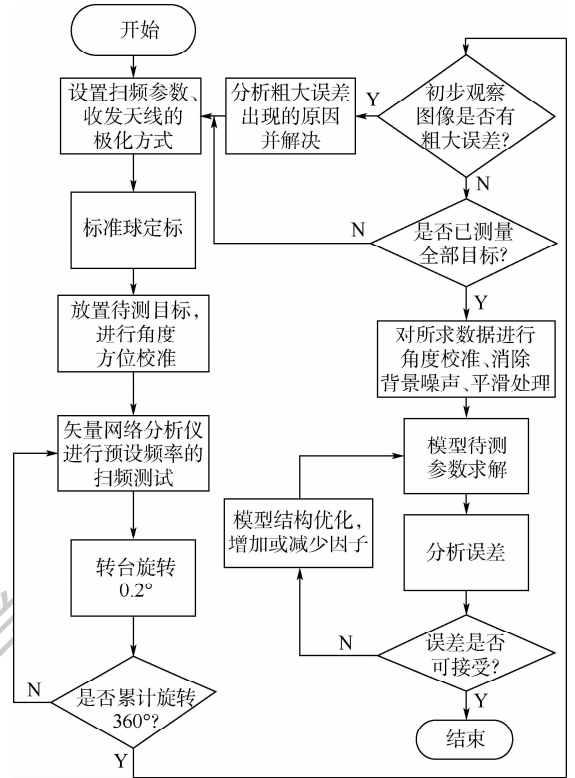 开始
设置扫频参数、
收发天线的
极化方式
标准球定标
放置待测目标,
进行角度
方位校准
矢量网络分析仪
进行预设频率的
扫频测试
转台旋转
0.2°
是否累计旋转
360°?
N
Y
初步观察
图像是否有
粗大误差?
Y
N
分析粗大误差
出现的原因
并解决
是否已测量
全部目标?
N
Y
对所求数据进行
角度校准、消除
背景噪声、平滑处理
模型待测
参数求解
模型结构优化,
增加或减少因子
分析误差
误差是否
可接受?
N
Y
结束